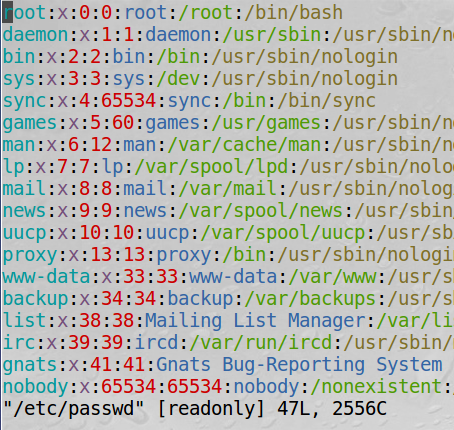 root:x:0:0:root:/root:/bin/bash
daemon:x:1:1:daemon:/usr/sbin:/usr/sbin/n
bin:x:2:2:bin:/bin:/usr/sbin/nologin
sys:x:3:3:sys:/dev:/usr/sbin/nologin
sync:x:4:65534:sync:/bin:/bin/sync
games:x:5:60:games:/usr/games:/usr/sbin/n
man:x:6:12:man:/var/cache/man:/usr/sbin/n
lp:x:7:7:lp:/var/spool/lpd:/usr/sbin/nolo
mail:x:8:8:mail:/var/mail:/usr/sbin/nolog
news:x:9:9:news:/var/spool/news:/usr/sbin
uucp:x:10:10:uucp:/var/spool/uucp:/usr/sb
proxy:x:13:13:proxy:/bin:/usr/sbin/nologi
www-data:x:33:33:www-data:/var/www:/usr/s
backup:x:34:34:backup:/var/backups:/usr/s
list:x:38:38:Mailing List Manager:/var/li
irc:x:39:39:ircd:/var/run/ircd:/usr/sbin/
gnats:x:41:41:Gnats Bug-Reporting System
nobody:x:65534:65534:nobody:/nonexistent:/
"/etc/passwd" [readonly] 47L, 2556C